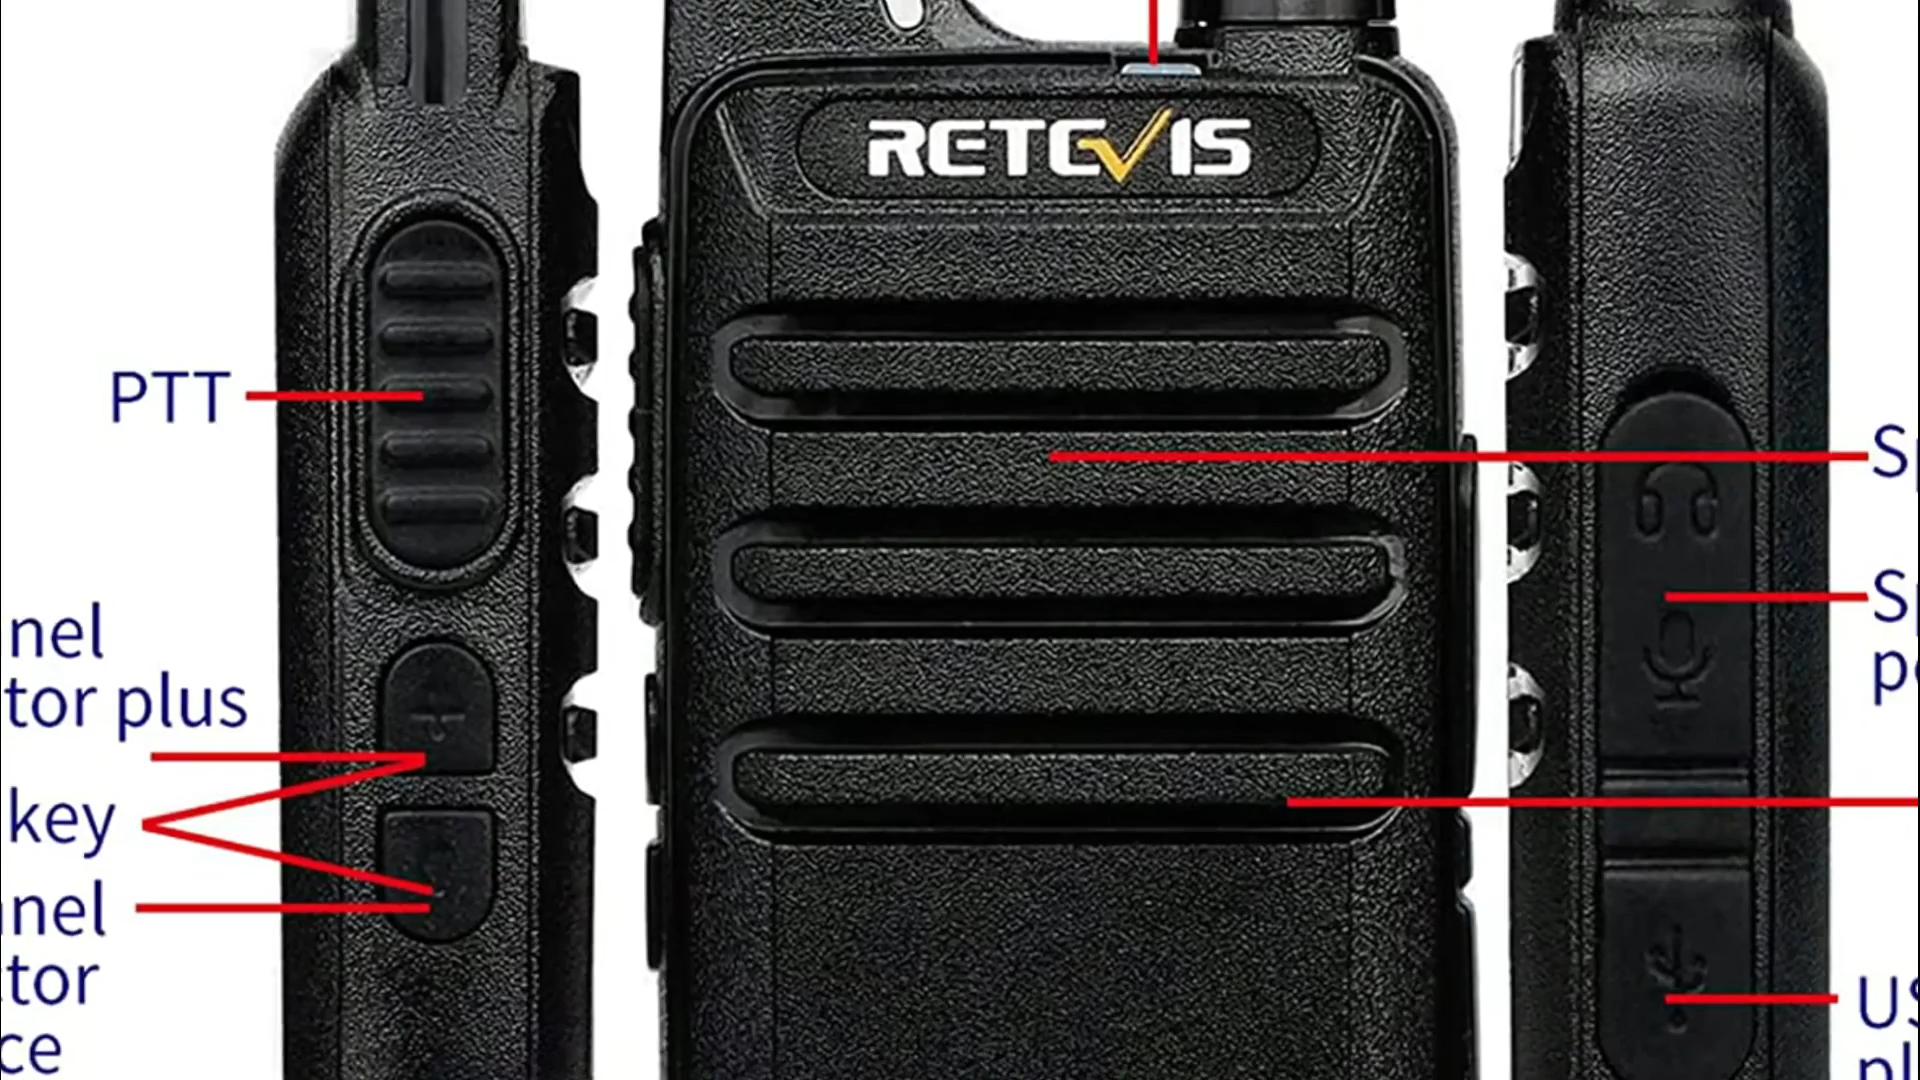 RETEVIS
PTT
nel
tor plus
key
nel
tor
ce